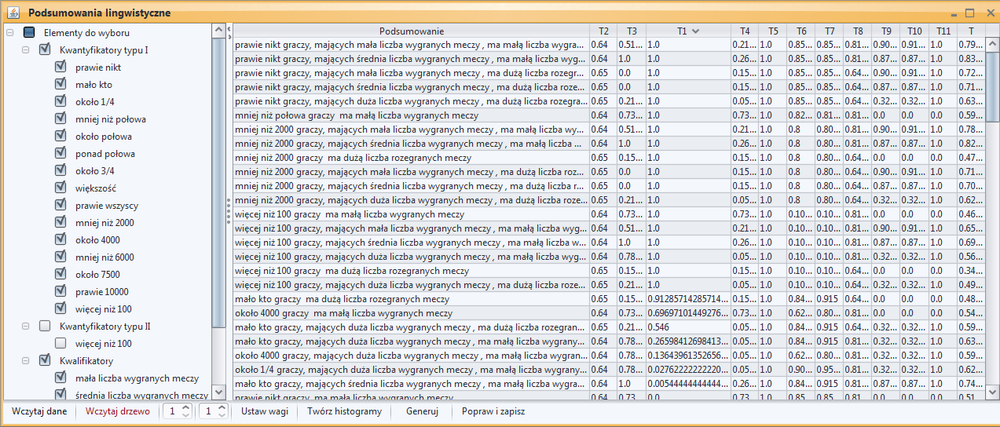 Podsumowania lingwistyczne
Elementy do wyboru
Kwantyfikatory typu I
prawie nikt
mało kto
około 1/4
mniej niż połowa
około połowa
ponad połowa
około 3/4
większość
prawie wszyscy
mniej niż 2000
około 4000
mniej niż 6000
około 7500
prawie 10000
więcej niż 100
Kwantyfikatory typu II
więcej niż 100
Kwalifikatory
mała liczba wygranych meczy
średnia liczba wygranych meczy
Podsumowanie T2 T3 T1 T4 T5 T6 T7 T8 T9 T10 T11 T
prawie nikt graczy, mających mała liczba wygranych meczy , ma małą liczba wygra... 0.64 0.51... 1.0 0.21... 1.0 0.85... 0.85... 0.81... 0.90... 0.91... 1.0 0.79...
prawie nikt graczy, mających średnia liczba wygranych meczy , ma małą liczba wyg... 0.64 1.0 1.0 0.26... 1.0 0.85... 0.85... 0.81... 0.87... 0.87... 1.0 0.83...
prawie nikt graczy, mających mała liczba wygranych meczy , ma dużą liczba rozegr... 0.65 0.0 1.0 0.15... 1.0 0.85... 0.85... 0.64... 0.90... 0.91... 1.0 0.72...
prawie nikt graczy, mających średnia liczba wygranych meczy , ma dużą liczba roze... 0.65 0.0 1.0 0.15... 1.0 0.85... 0.85... 0.64... 0.87... 0.87... 1.0 0.71...
prawie nikt graczy, mających duża liczba wygranych meczy , ma dużą liczba rozegra... 0.65 0.21... 1.0 0.05... 1.0 0.85... 0.85... 0.64... 0.32... 0.32... 1.0 0.63...
mniej niż połowa graczy ma małą liczba wygranych meczy 0.64 0.73... 1.0 0.73... 1.0 0.82... 0.81... 0.81... 0.0 0.0 1.0 0.59...
mniej niż 2000 graczy, mających mała liczba wygranych meczy , ma małą liczba wy... 0.64 0.51... 1.0 0.21... 1.0 0.8 0.80... 0.81... 0.90... 0.91... 1.0 0.78...
mniej niż 2000 graczy, mających średnia liczba wygranych meczy , ma małą liczba ... 0.64 1.0 1.0 0.26... 1.0 0.8 0.80... 0.81... 0.87... 0.87... 1.0 0.82...
mniej niż 2000 graczy ma dużą liczba rozegranych meczy 0.65 0.15... 1.0 0.15... 1.0 0.8 0.80... 0.64... 0.0 0.0 1.0 0.47...
mniej niż 2000 graczy, mających mała liczba wygranych meczy , ma dużą liczba roz... 0.65 0.0 1.0 0.15... 1.0 0.8 0.80... 0.64... 0.90... 0.91... 1.0 0.71...
mniej niż 2000 graczy, mających średnia liczba wygranych meczy , ma dużą liczba r... 0.65 0.0 1.0 0.15... 1.0 0.8 0.80... 0.64... 0.87... 0.87... 1.0 0.70...
mniej niż 2000 graczy, mających duża liczba wygranych meczy , ma dużą liczba roze... 0.65 0.21... 1.0 0.05... 1.0 0.8 0.80... 0.64... 0.32... 0.32... 1.0 0.62...
więcej niż 100 graczy ma małą liczba wygranych meczy 0.64 0.73... 1.0 0.73... 1.0 0.10... 0.10... 0.81... 0.0 0.0 1.0 0.46...
więcej niż 100 graczy, mających mała liczba wygranych meczy , ma małą liczba wyg... 0.64 0.51... 1.0 0.21... 1.0 0.10... 0.10... 0.81... 0.90... 0.91... 1.0 0.65...
więcej niż 100 graczy, mających średnia liczba wygranych meczy , ma małą liczba w... 0.64 1.0 1.0 0.26... 1.0 0.10... 0.10... 0.81... 0.87... 0.87... 1.0 0.69...
więcej niż 100 graczy, mających duża liczba wygranych meczy , ma małą liczba wyg... 0.64 0.78... 1.0 0.05... 1.0 0.10... 0.10... 0.81... 0.32... 0.32... 1.0 0.56...
więcej niż 100 graczy ma dużą liczba rozegranych meczy 0.65 0.15... 1.0 0.15... 1.0 0.10... 0.10... 0.64... 0.0 0.0 1.0 0.34...
więcej niż 100 graczy, mających duża liczba wygranych meczy , ma dużą liczba roze... 0.65 0.21... 1.0 0.05... 1.0 0.10... 0.10... 0.64... 0.32... 0.32... 1.0 0.49...
mało kto graczy ma dużą liczba rozegranych meczy 0.65 0.15... 0.91285714285714... 0.15... 1.0 0.84... 0.915 0.64... 0.0 0.0 1.0 0.48...
około 4000 graczy ma małą liczba wygranych meczy 0.64 0.73... 0.69697101449276... 0.73... 1.0 0.62... 0.80... 0.81... 0.0 0.0 1.0 0.54...
mało kto graczy, mających duża liczba wygranych meczy , ma dużą liczba rozegran... 0.65 0.21... 0.546 0.05... 1.0 0.84... 0.915 0.64... 0.32... 0.32... 1.0 0.59...
mało kto graczy, mających duża liczba wygranych meczy , ma małą liczba wygrany... 0.64 0.78... 0.26598412698413... 0.05... 1.0 0.84... 0.915 0.81... 0.32... 0.32... 1.0 0.63...
około 4000 graczy, mających duża liczba wygranych meczy , ma małą liczba wygra... 0.64 0.78... 0.13643961352656... 0.05... 1.0 0.62... 0.80... 0.81... 0.32... 0.32... 1.0 0.59...
około 1/4 graczy, mających duża liczba wygranych meczy , ma małą liczba wygrany... 0.64 0.78... 0.02762222222220... 0.05... 1.0 0.90... 0.95... 0.81... 0.32... 0.32... 1.0 0.62...
mało kto graczy, mających średnia liczba wygranych meczy , ma małą liczba wygra... 0.64 1.0 0.00544444444444... 0.26... 1.0 0.84... 0.915 0.81... 0.87... 0.87... 1.0 0.74...
prawie nikt graczy ma małą liczba wygranych meczy 0.64 0.73... 0.0 0.73... 1.0 0.85... 0.85... 0.81... 0.0 0.0 1.0 0.51...
Wczytaj dane Wczytaj drzewo 1 1 Ustaw wagi Twórz histogramy Generuj Popraw i zapisz